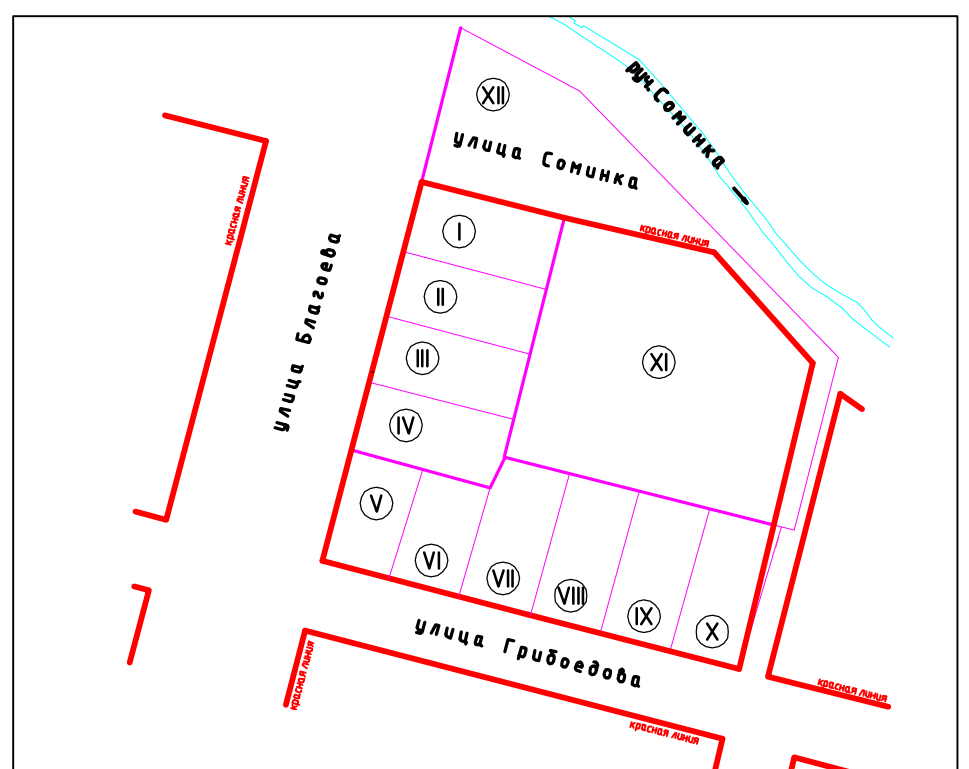 XII
руч. Соминка
улица Соминка
красная линия
красная линия
I
улица Благоева
II
III
XI
IV
V
VI
VII
VIII
IX
X
улица Грибоедова
красная линия
красная линия
красная линия